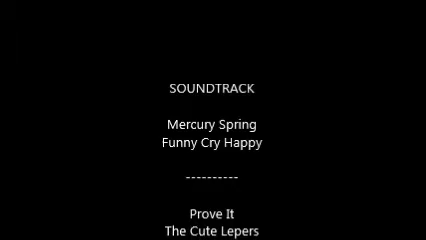 SOUNDTRACK
Mercury Spring
Funny Cry Happy
----------
Prove It
The Cute Lepers